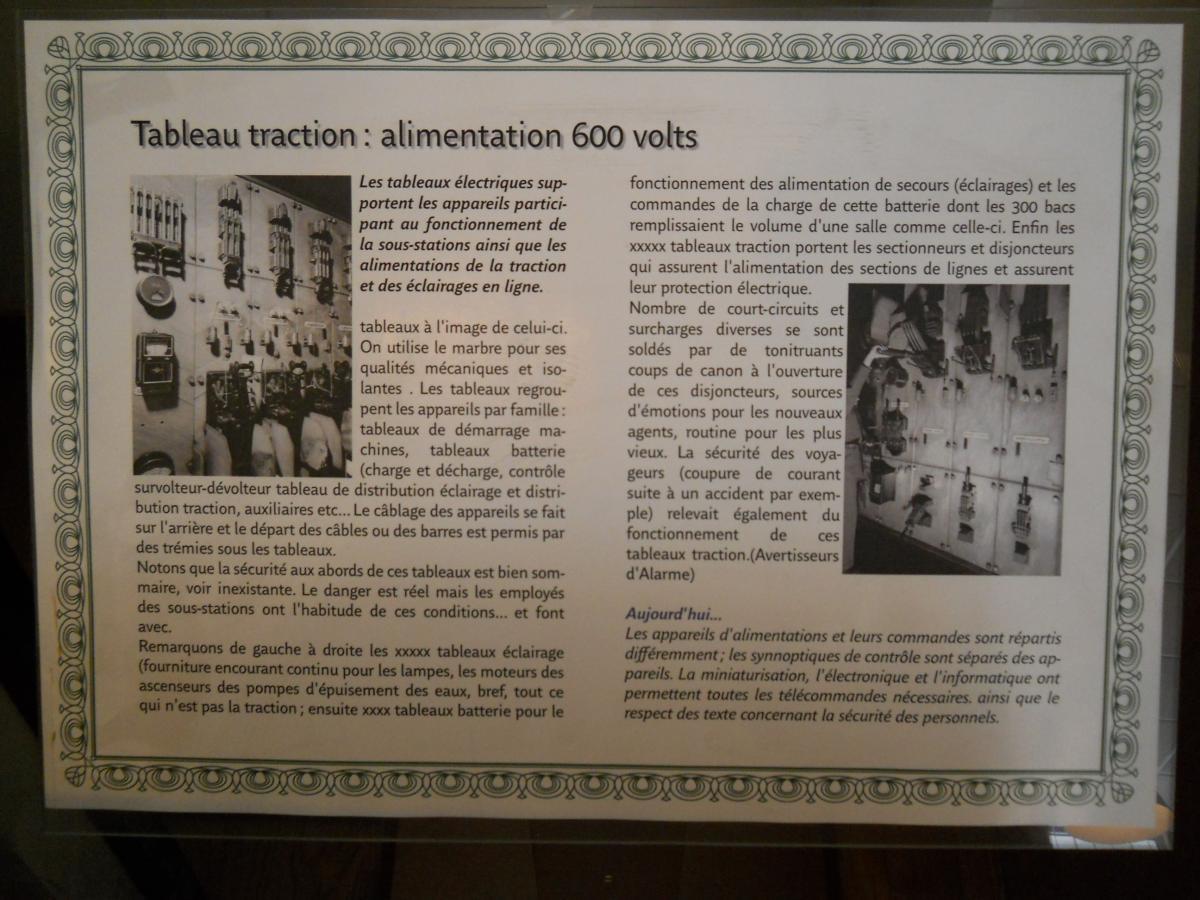 Tableau traction : alimentation 600 volts
Les tableaux électriques sup-
portent les appareils partici-
pant au fonctionnement de
la sous-stations ainsi que les
alimentations de la traction
et des éclairages en ligne.
tableaux à l'image de celui-ci.
On utilise le marbre pour ses
qualités mécaniques et iso-
lantes . Les tableaux regrou-
pent les appareils par famille :
tableaux de démarrage ma-
chines, tableaux batterie
(charge et décharge, contrôle
survolteur-dévolteur tableau de distribution éclairage et distri-
bution traction, auxiliaires etc... Le câblage des appareils se fait
sur l'arrière et le départ des câbles ou des barres est permis par
des trémies sous les tableaux.
Notons que la sécurité aux abords de ces tableaux est bien som-
maire, voir inexistante. Le danger est réel mais les employés
des sous-stations ont l'habitude de ces conditions... et font
avec.
Remarquons de gauche à droite les xxxxx tableaux éclairage
(fourniture encourant continu pour les lampes, les moteurs des
ascenseurs des pompes d'épuisement des eaux, bref, tout ce
qui n'est pas la traction ; ensuite xxxx tableaux batterie pour le
fonctionnement des alimentation de secours (éclairages) et les
commandes de la charge de cette batterie dont les 300 bacs
remplissaient le volume d'une salle comme celle-ci. Enfin les
xxxxx tableaux traction portent les sectionneurs et disjoncteurs
qui assurent l'alimentation des sections de lignes et assurent
leur protection électrique.
Nombre de court-circuits et
surcharges diverses se sont
soldés par de tonitruants
coups de canon à l'ouverture
de ces disjoncteurs, sources
d'émotions pour les nouveaux
agents, routine pour les plus
vieux. La sécurité des voya-
geurs (coupure de courant
suite à un accident par exem-
ple) relevait également du
fonctionnement de ces
tableaux traction.(Avertisseurs
d'Alarme)
Aujourd'hui...
Les appareils d'alimentations et leurs commandes sont répartis
différemment ; les synnoptiques de contrôle sont séparés des ap-
pareils. La miniaturisation, l'électronique et l'informatique ont
permettent toutes les télécommandes nécessaires. ainsi que le
respect des texte concernant la sécurité des personnels.